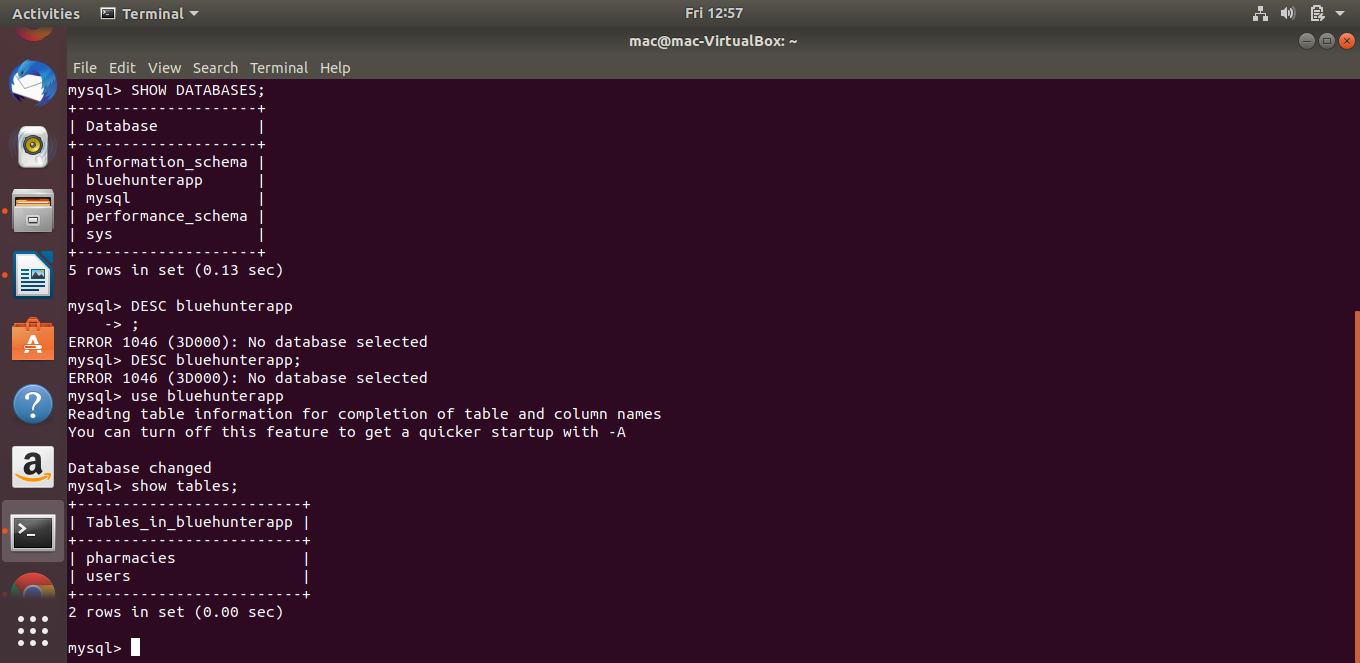 Activities Terminal Fri 12:57
mac@mac-VirtualBox: ~
File Edit View Search Terminal Help
mysql> SHOW DATABASES;
+--------------------+
| Database           |
+--------------------+
| information_schema |
| bluehunterapp      |
| mysql              |
| performance_schema |
| sys                |
+--------------------+
5 rows in set (0.13 sec)

mysql> DESC bluehunterapp
    -> ;
ERROR 1046 (3D000): No database selected
mysql> DESC bluehunterapp;
ERROR 1046 (3D000): No database selected
mysql> use bluehunterapp
Reading table information for completion of table and column names
You can turn off this feature to get a quicker startup with -A

Database changed
mysql> show tables;
+-------------------------+
| Tables_in_bluehunterapp |
+-------------------------+
| pharmacies              |
| users                   |
+-------------------------+
2 rows in set (0.00 sec)

mysql>